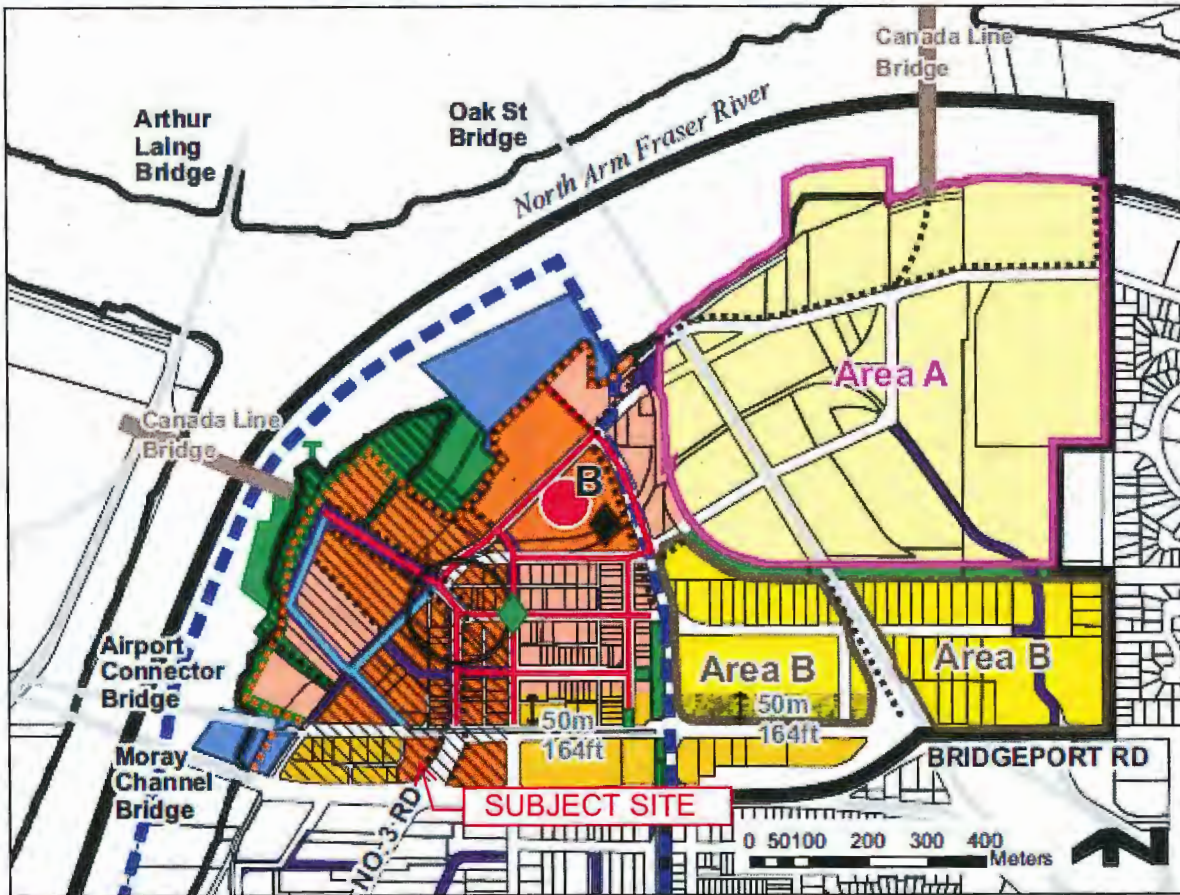 Canada Line
Bridge
Arthur
Laing
Bridge
Oak St
Bridge
North Arm Fraser River
Area A
Canada Line
Bridge
B
Airport
Connector
Bridge
Area B
Area B
50m
164ft
50m
164ft
Moray
Channel
Bridge
BRIDGEPORT RD
NO. 3 RD
SUBJECT SITE
0 50100 200 300 400
Meters